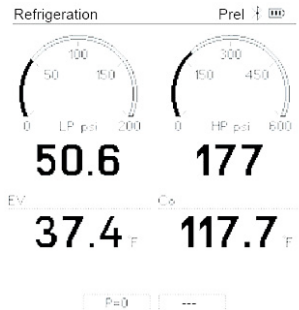 Refrigeration Prel
100 300
50 150 150 450
0 LP psi 200 0 HP psi 600
50.6 177
EV Co
37.4 °F 117.7 °F
P=0 ---